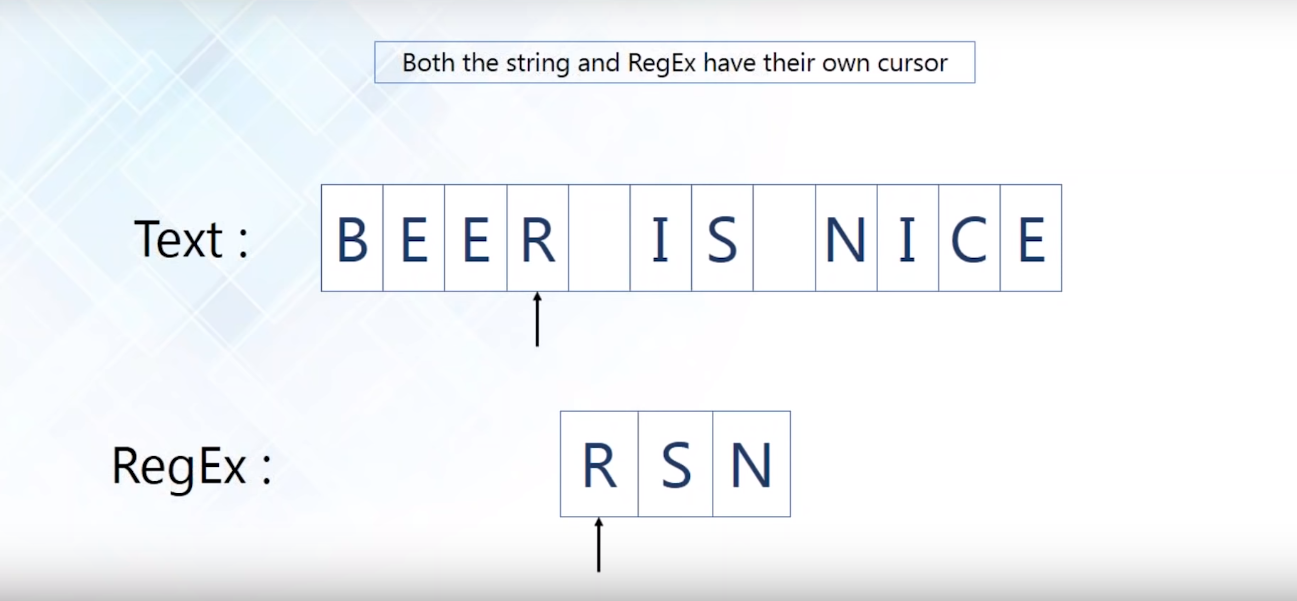 Both the string and RegEx have their own cursor
Text : B E E R   I S   N I C E
RegEx : R S N